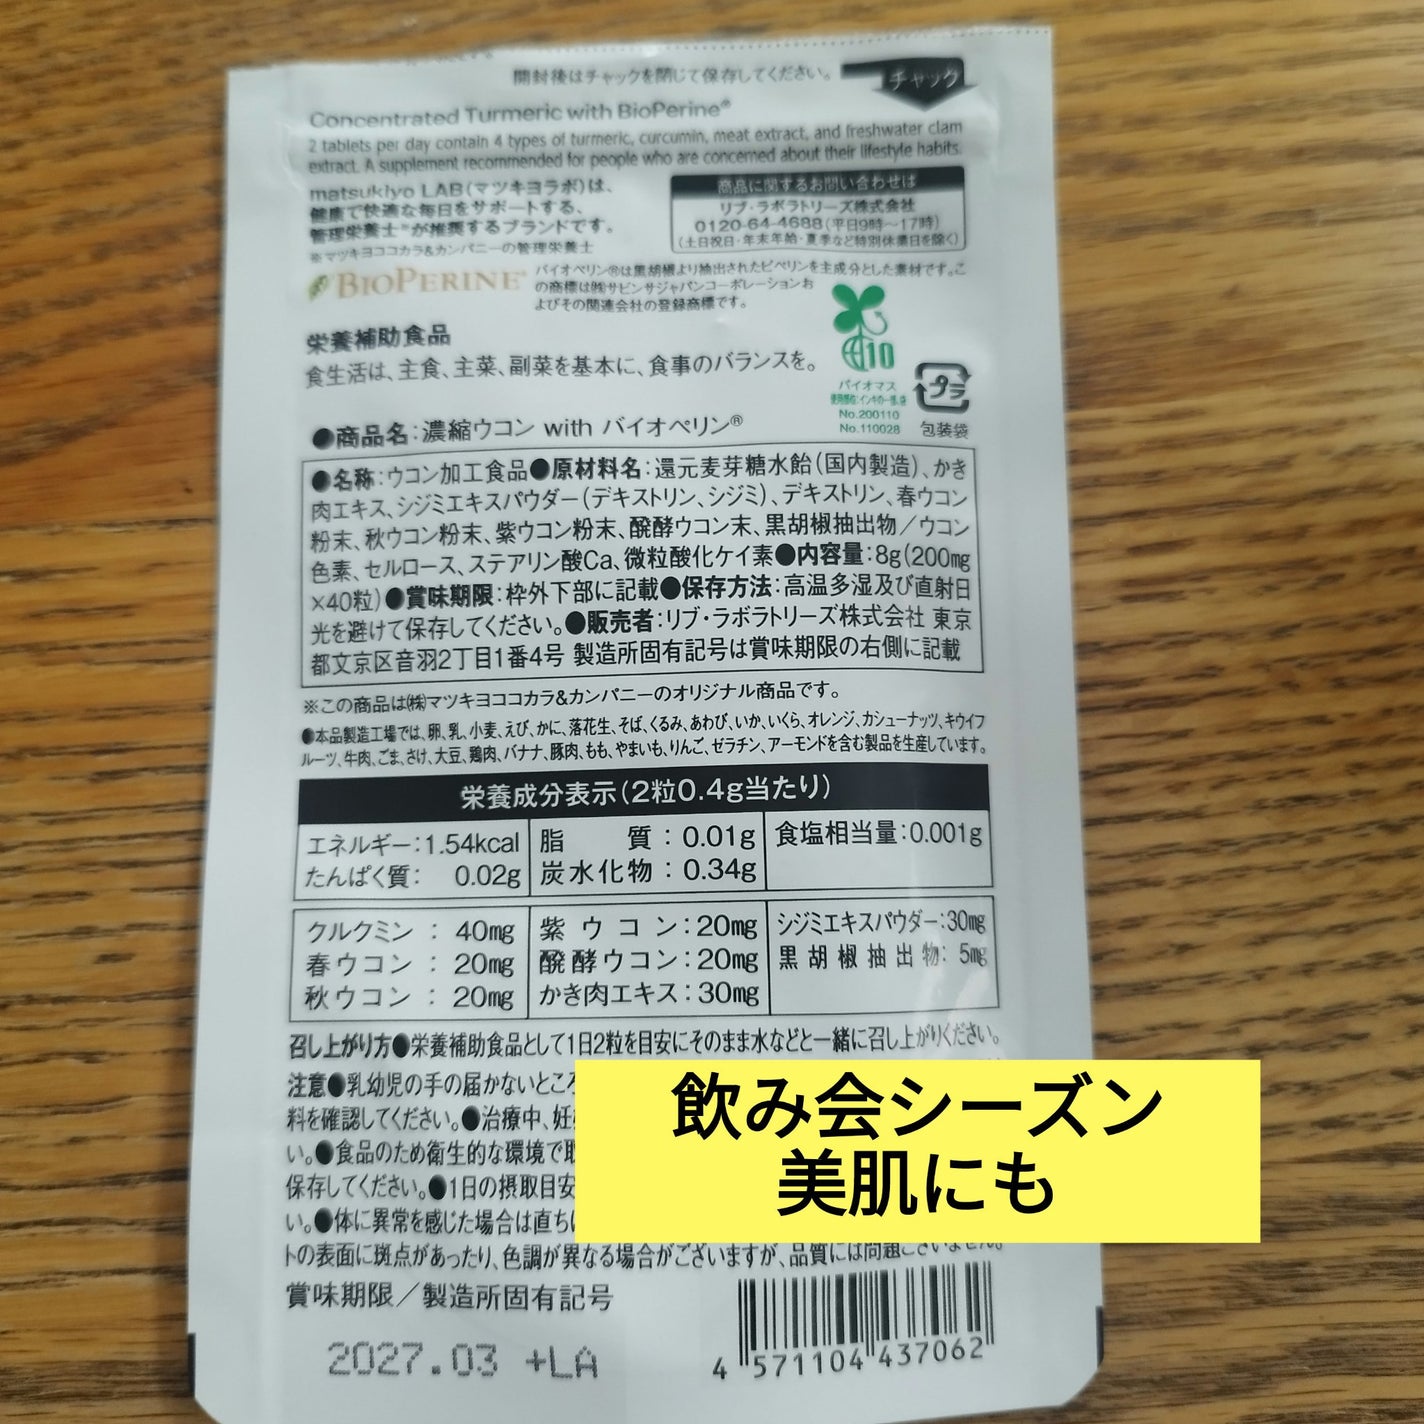 開封後はチャックを閉じて保存してください。
チャック
Concentrated Turmeric with BioPerine®
2 tablets per day contain 4 types of turmeric, curcumin, meat extract, and freshwater clam
extract. A supplement recommended for people who are concerned about their lifestyle habits.
matsukiyo LAB(マツキヨラボ)は、
健康で快適な毎日をサポートする、
管理栄養士※が推奨するブランドです。
※マツキヨココカラ&カンパニーの管理栄養士
商品に関するお問い合わせは
リブ・ラボラトリーズ株式会社
0120-64-4688(平日9時〜17時)
(土日祝日・年末年始・夏季など特別休業日を除く)
BIOPERINE®
バイオペリン®は黒胡椒より抽出されたピペリンを主成分とした素材です。こ
の商標は㈱サビンサジャパンコーポレーションお
よびその関連会社の登録商標です。
栄養補助食品
食生活は、主食、主菜、副菜を基本に、食事のバランスを。
10
バイオマス
使用部位:インキの一部、袋
No.200110
No.110028
プラ
包装袋
●商品名:濃縮ウコン with バイオペリン®
●名称:ウコン加工食品●原材料名:還元麦芽糖水飴(国内製造)、かき
肉エキス、シジミエキスパウダー(デキストリン、シジミ)、デキストリン、春ウコン
粉末、秋ウコン粉末、紫ウコン粉末、醗酵ウコン末、黒胡椒抽出物/ウコン
色素、セルロース、ステアリン酸Ca、微粒酸化ケイ素●内容量:8g(200mg
×40粒)●賞味期限:枠外下部に記載●保存方法:高温多湿及び直射日
光を避けて保存してください。●販売者:リブ・ラボラトリーズ株式会社 東京
都文京区音羽2丁目1番4号 製造所固有記号は賞味期限の右側に記載
※この商品は㈱マツキヨココカラ&カンパニーのオリジナル商品です。
●本品製造工場では、卵、乳、小麦、えび、かに、落花生、そば、くるみ、あわび、いか、いくら、オレンジ、カシューナッツ、キウイフ
ルーツ、牛肉、ごま、さけ、大豆、鶏肉、バナナ、豚肉、もも、やまいも、りんご、ゼラチン、アーモンドを含む製品を生産しています。
栄養成分表示(2粒0.4g当たり)
エネルギー:1.54kcal 脂質:0.01g 食塩相当量:0.001g
たんぱく質: 0.02g 炭水化物:0.34g
クルクミン:40mg 紫ウコン:20mg シジミエキスパウダー:30mg
春ウコン:20mg 醗酵ウコン:20mg 黒胡椒抽出物:5mg
秋ウコン:20mg かき肉エキス:30mg
召し上がり方●栄養補助食品として1日2粒を目安にそのまま水などと一緒に召し上がりください。
注意●乳幼児の手の届かないところ
料を確認してください。●治療中、妊
い。●食品のため衛生的な環境で取
保存してください。●1日の摂取目安
い。●体に異常を感じた場合は直ち
トの表面に斑点があったり、色調が異なる場合がございますが、品質には問題ございません。
飲み会シーズン
美肌にも
賞味期限/製造所固有記号
2027.03 +LA
4 571104 437062